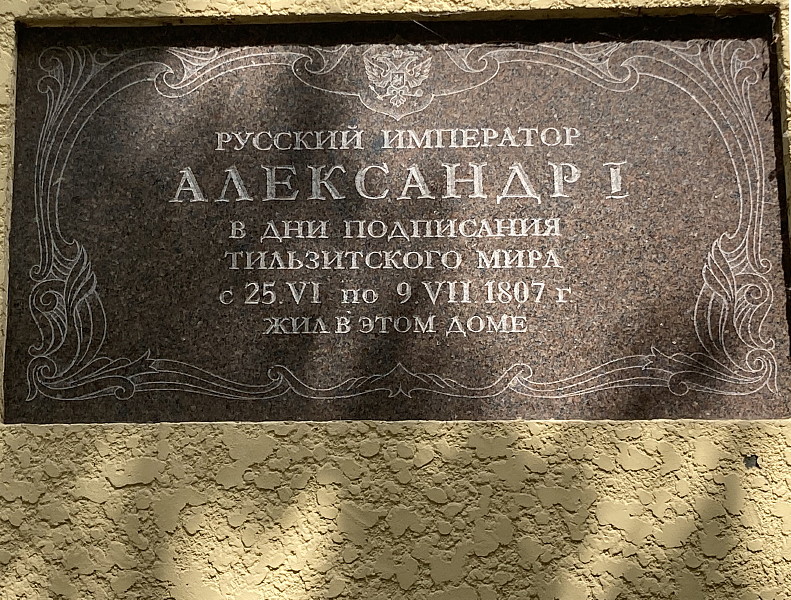 РУССКИЙ ИМПЕРАТОР
АЛЕКСАНДР I
В ДНИ ПОДПИСАНИЯ
ТИЛЬЗИТСКОГО МИРА
с 25.VI по 9.VII 1807 г
ЖИЛ В ЭТОМ ДОМЕ